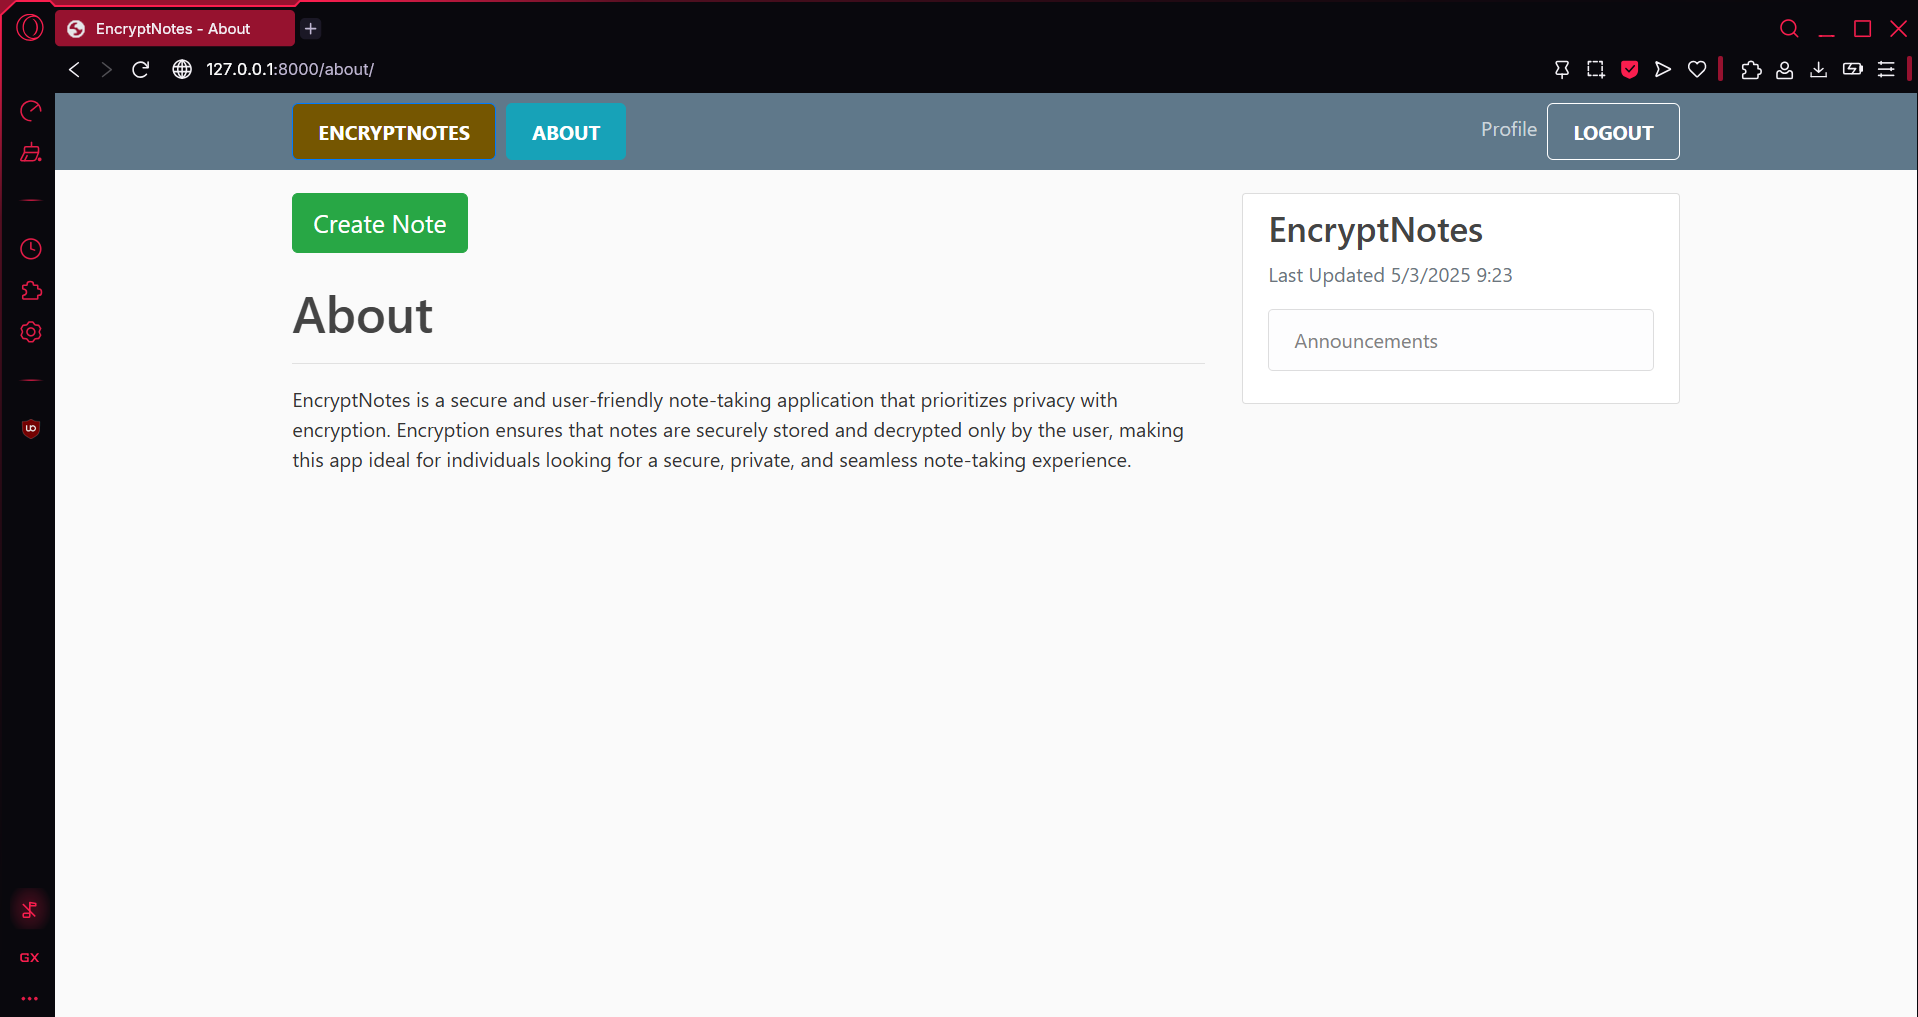 EncryptNotes - About
127.0.0.1:8000/about/
ENCRYPTNOTES
ABOUT
Profile
LOGOUT
Create Note
About
EncryptNotes is a secure and user-friendly note-taking application that prioritizes privacy with
encryption. Encryption ensures that notes are securely stored and decrypted only by the user, making
this app ideal for individuals looking for a secure, private, and seamless note-taking experience.
EncryptNotes
Last Updated 5/3/2025 9:23
Announcements
GX